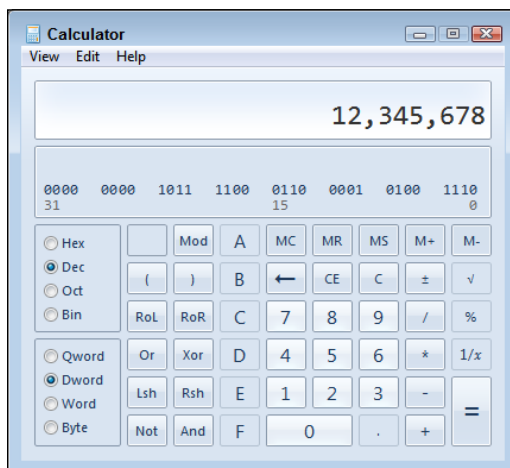 Calculator
View Edit Help
12,345,678
0000 0000 1011 1100 0110 0001 0100 1110
31 15 0
Hex Mod A MC MR MS M+ M-
Dec ( ) B ← CE C ± √
Oct
Bin RoL RoR C 7 8 9 / %
Qword Or Xor D 4 5 6 * 1/x
Dword
Word Lsh Rsh E 1 2 3 - =
Byte Not And F 0 . +